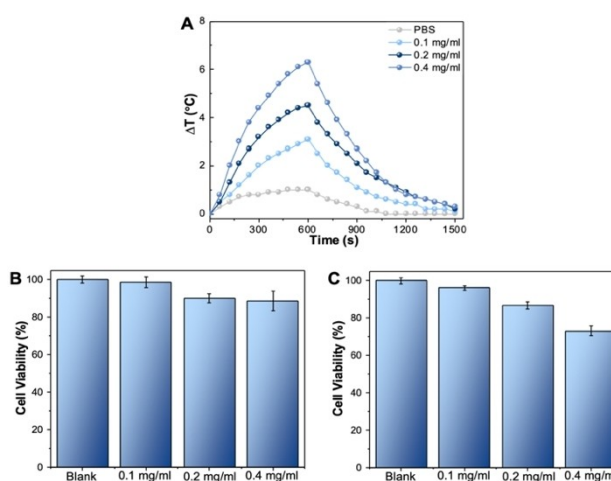 A
PBS
0.1 mg/ml
0.2 mg/ml
0.4 mg/ml
8
6
4
2
0
ΔT (°C)
0 300 600 900 1200 1500
Time (s)
B
100
80
60
40
20
0
Cell Viability (%)
Blank 0.1 mg/ml 0.2 mg/ml 0.4 mg/ml
C
100
80
60
40
20
0
Cell Viability (%)
Blank 0.1 mg/ml 0.2 mg/ml 0.4 mg/ml